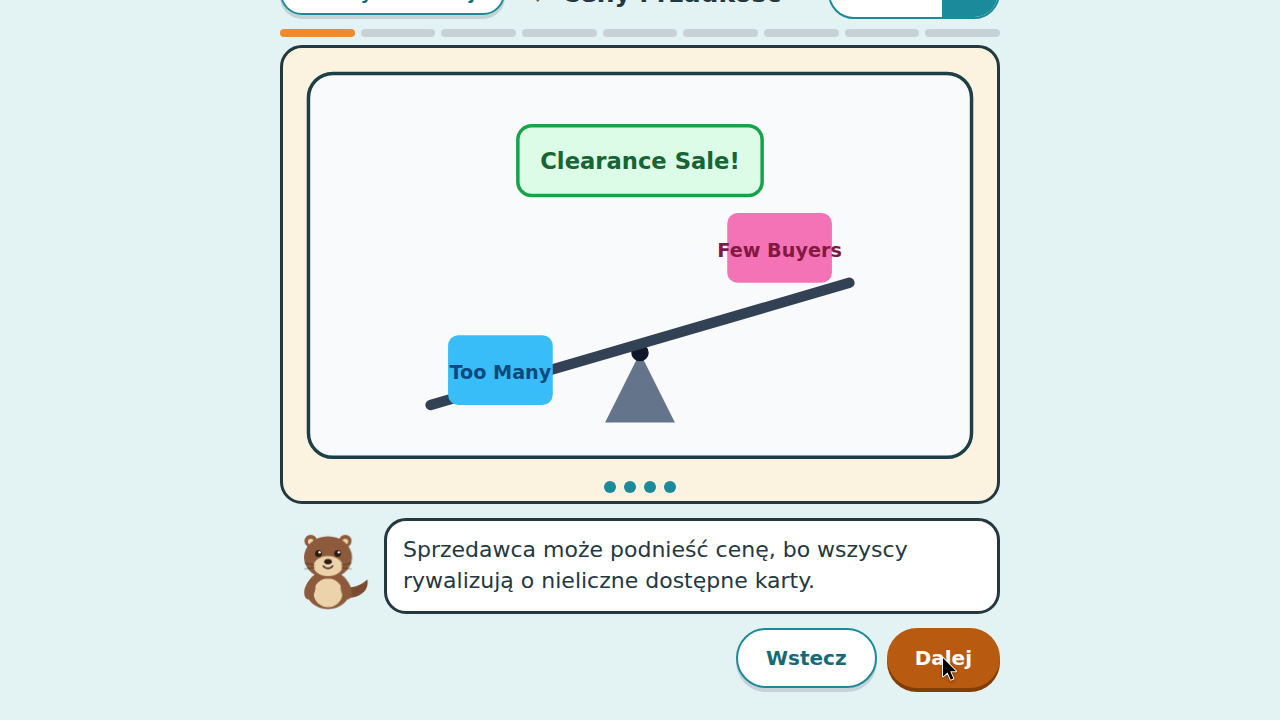 Clearance Sale!
Few Buyers
Too Many
Sprzedawca może podnieść cenę, bo wszyscy
rywalizują o nieliczne dostępne karty.
Wstecz
Dalej